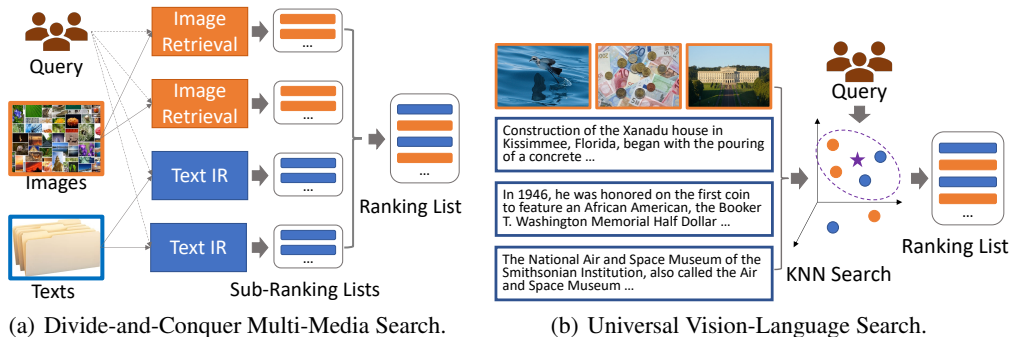 Query
Images
Texts
Image
Retrieval
Image
Retrieval
Text IR
Text IR
...
...
...
...
Sub-Ranking Lists
...
Ranking List
(a) Divide-and-Conquer Multi-Media Search.
Construction of the Xanadu house in
Kissimmee, Florida, began with the pouring
of a concrete ...
In 1946, he was honored on the first coin
to feature an African American, the Booker
T. Washington Memorial Half Dollar ...
The National Air and Space Museum of the
Smithsonian Institution, also called the Air
and Space Museum ...
Query
KNN Search
...
Ranking List
(b) Universal Vision-Language Search.